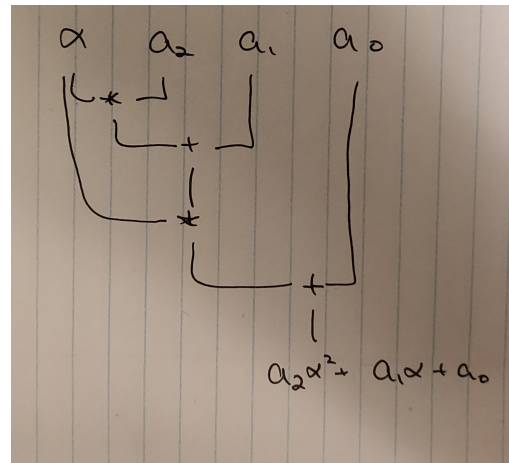 α a₂ a₁ a₀
*
+
*
+
a₂α² + a₁α + a₀